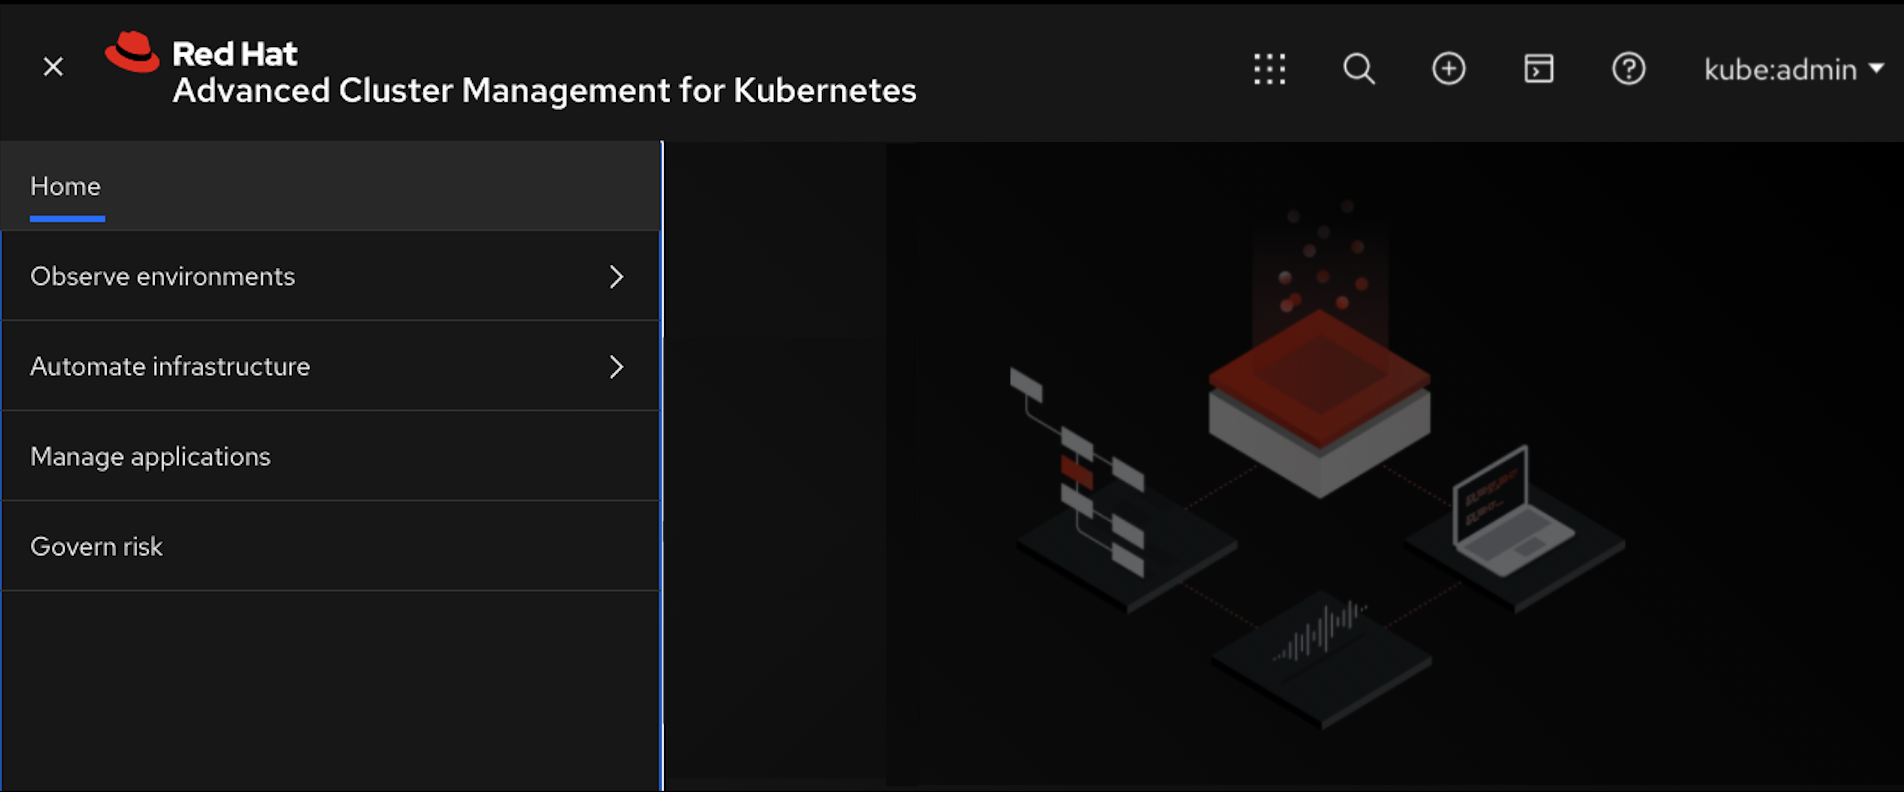 Red Hat
Advanced Cluster Management for Kubernetes
kube:admin
Home
Observe environments
Automate infrastructure
Manage applications
Govern risk